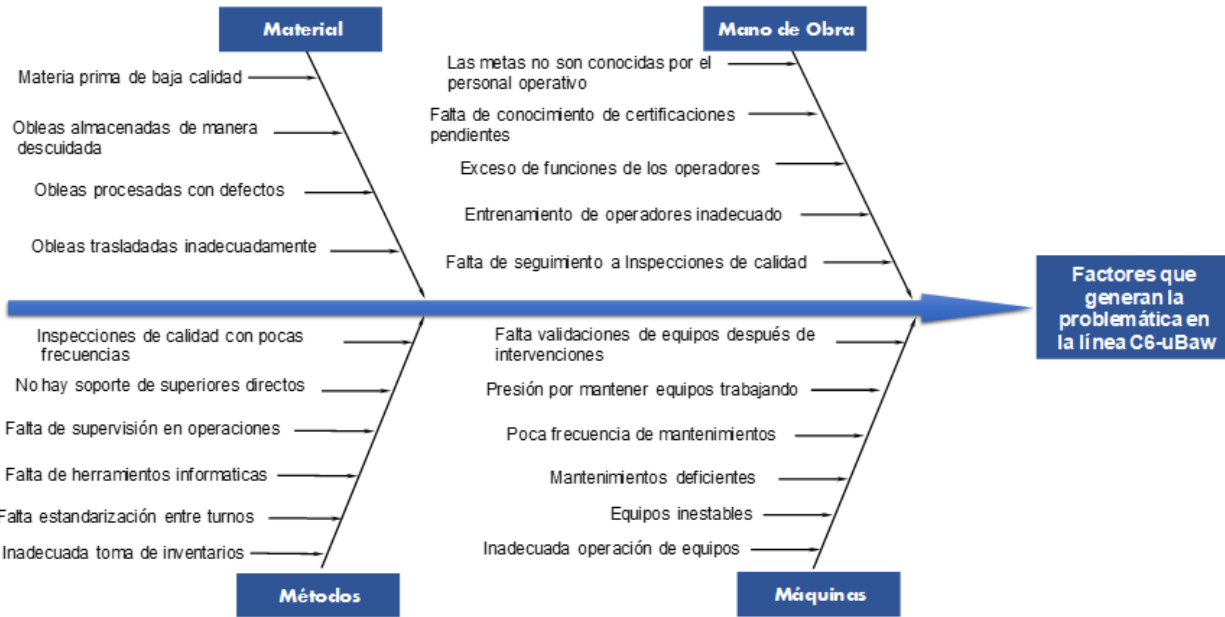 Material
Materia prima de baja calidad
Obleas almacenadas de manera
descuidada
Obleas procesadas con defectos
Obleas trasladadas inadecuadamente
Mano de Obra
Las metas no son conocidas por el
personal operativo
Falta de conocimiento de certificaciones
pendientes
Exceso de funciones de los operadores
Entrenamiento de operadores inadecuado
Falta de seguimiento a Inspecciones de calidad
Factores que
generan la
problemática en
la línea C6-uBaw
Inspecciones de calidad con pocas
frecuencias
No hay soporte de superiores directos
Falta de supervisión en operaciones
Falta de herramientos informaticas
Falta estandarización entre turnos
Inadecuada toma de inventarios
Métodos
Falta validaciones de equipos después de
intervenciones
Presión por mantener equipos trabajando
Poca frecuencia de mantenimientos
Mantenimientos deficientes
Equipos inestables
Inadecuada operación de equipos
Máquinas